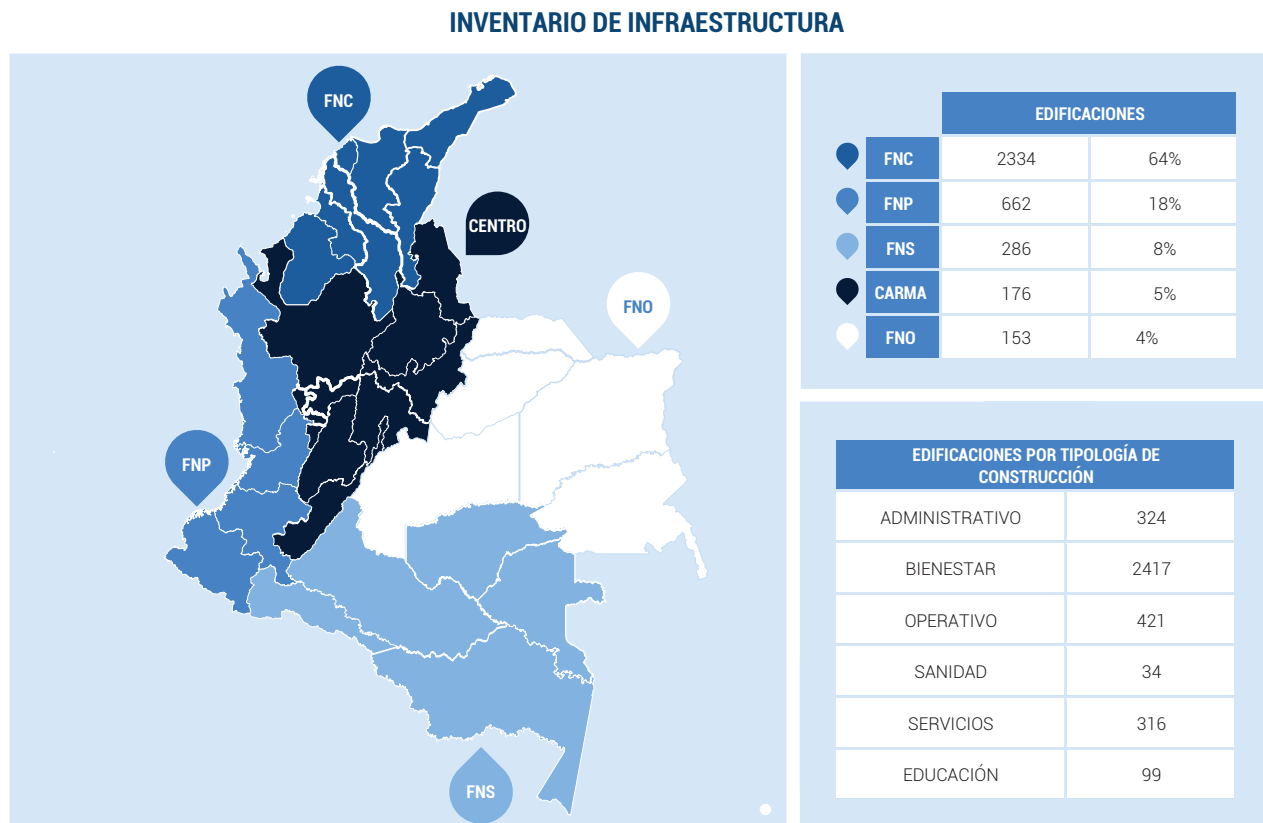 INVENTARIO DE INFRAESTRUCTURA
FNC
CENTRO
FNO
FNP
FNS
EDIFICACIONES
FNC 2334 64%
FNP 662 18%
FNS 286 8%
CARMA 176 5%
FNO 153 4%
EDIFICACIONES POR TIPOLOGÍA DE
CONSTRUCCIÓN
ADMINISTRATIVO 324
BIENESTAR 2417
OPERATIVO 421
SANIDAD 34
SERVICIOS 316
EDUCACIÓN 99